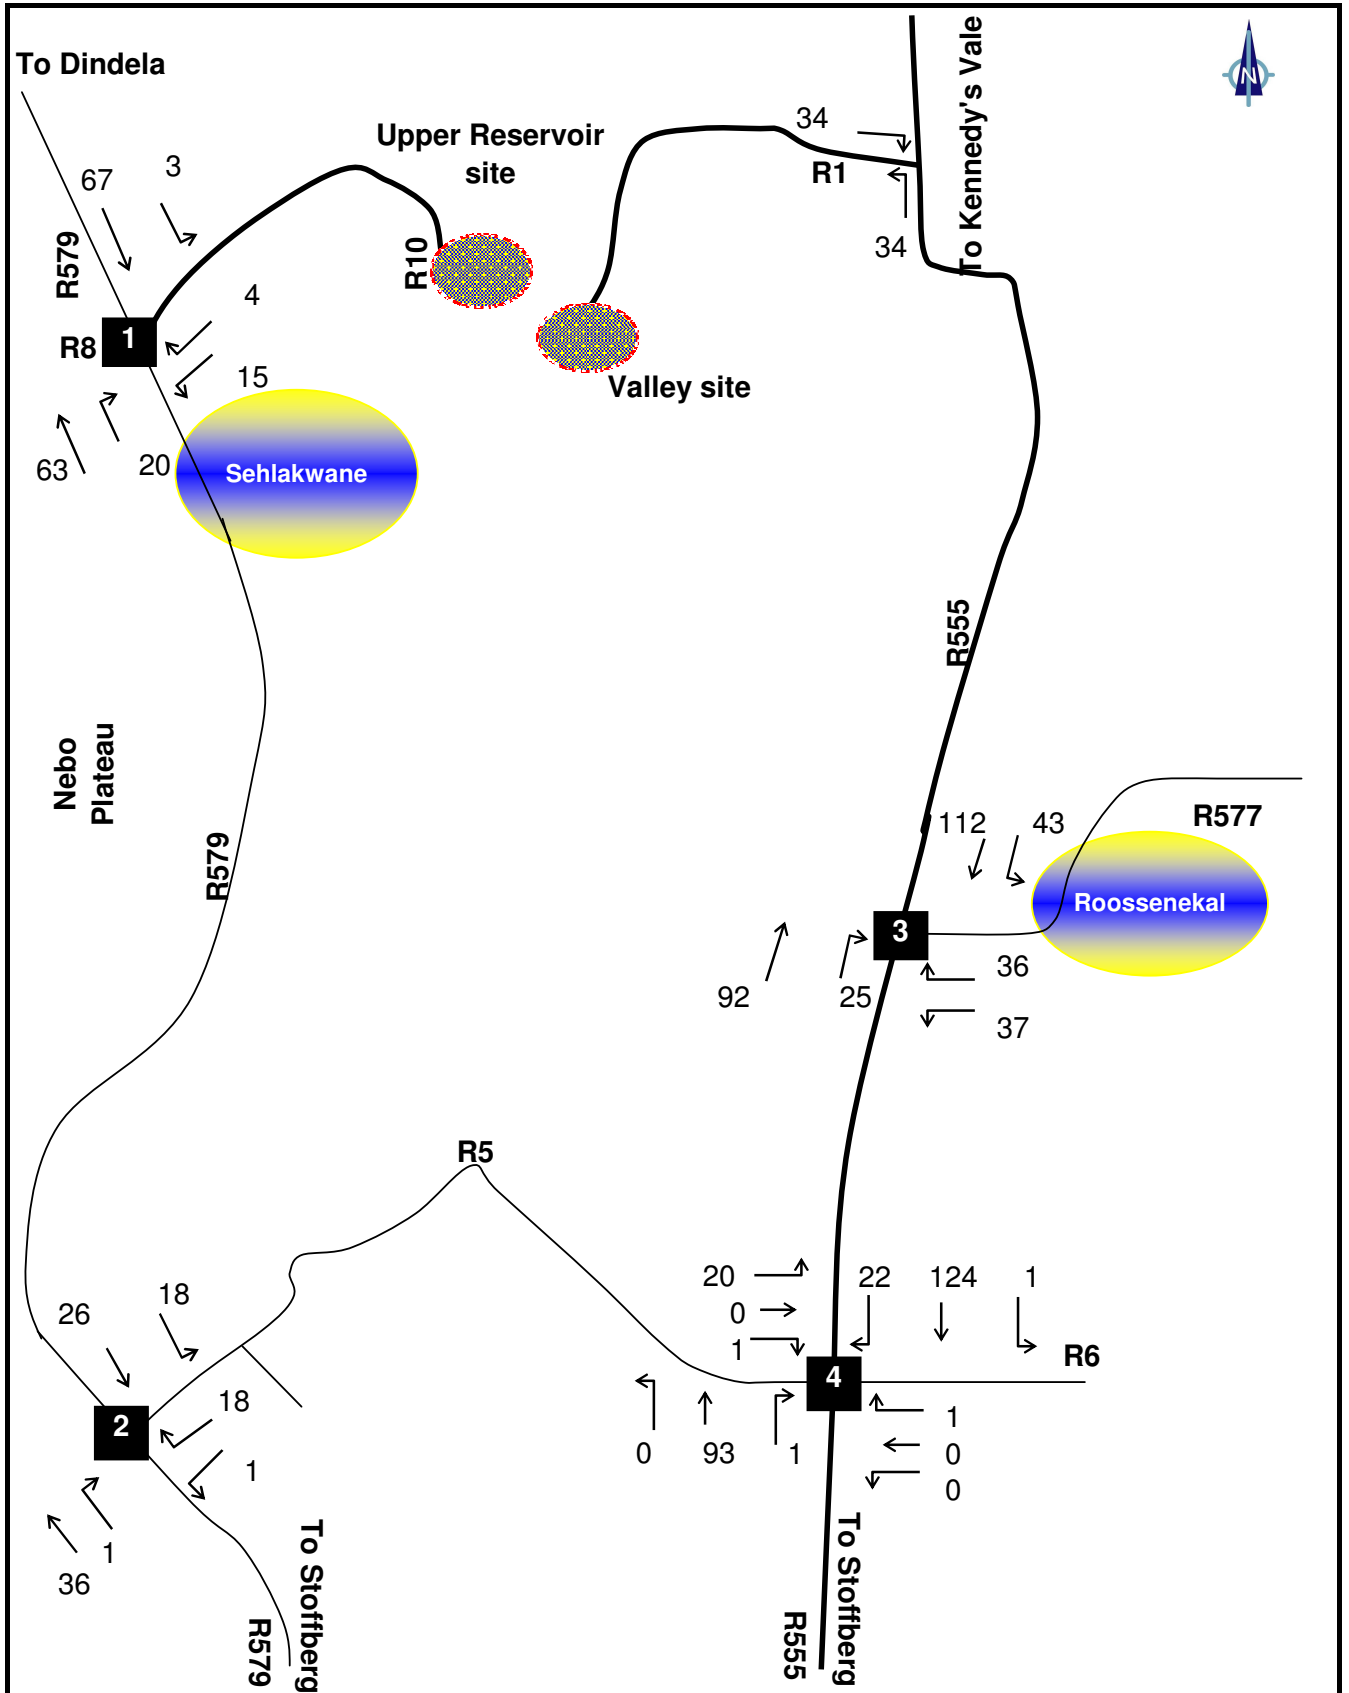 To Dindela
N
To Kennedy's Vale
Upper Reservoir
site
34
R1
34
67
3
R579
R10
4
R8
1
15
Valley site
63
20
Sehlakwane
R555
Nebo
Plateau
R579
112
43
R577
Roossenekal
3
92
25
36
37
R5
20
0
1
22
124
1
R6
4
0
93
1
1
0
0
26
18
2
18
1
1
36
To Stoffberg
R579
To Stoffberg
R555